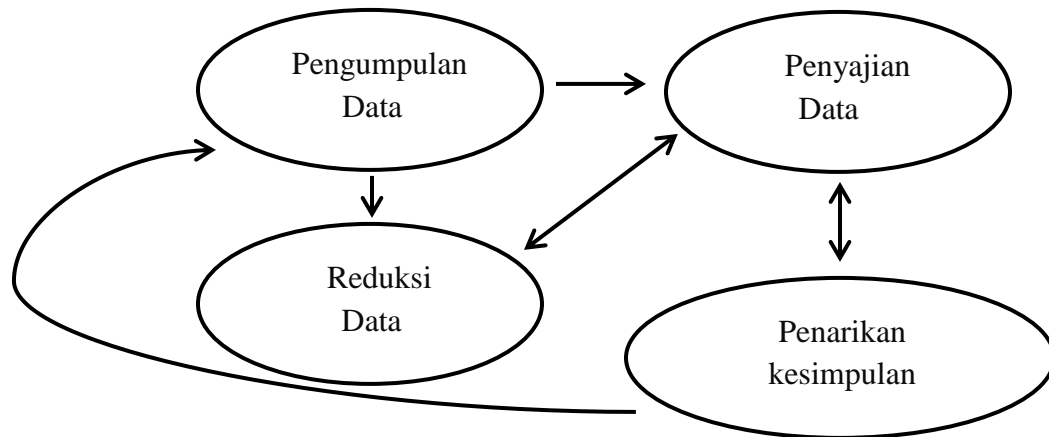 Pengumpulan
Data
Penyajian
Data
Reduksi
Data
Penarikan
kesimpulan